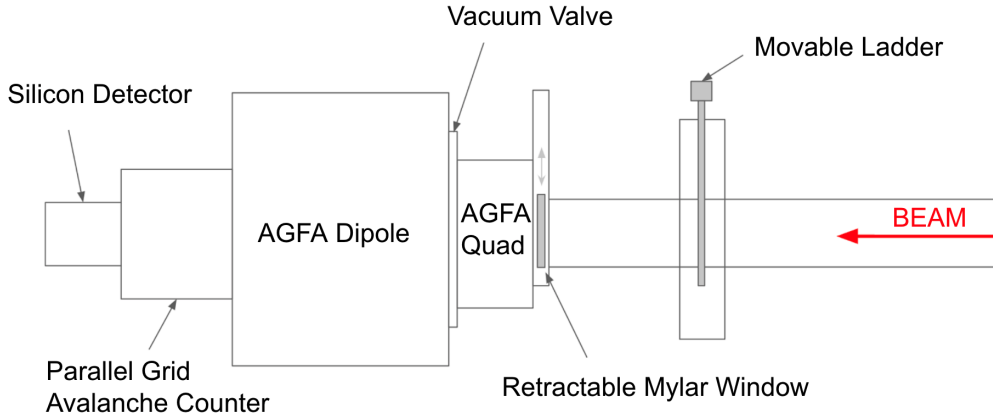 Vacuum Valve
Movable Ladder
Silicon Detector
BEAM
AGFA Dipole
AGFA
Quad
Parallel Grid
Avalanche Counter
Retractable Mylar Window